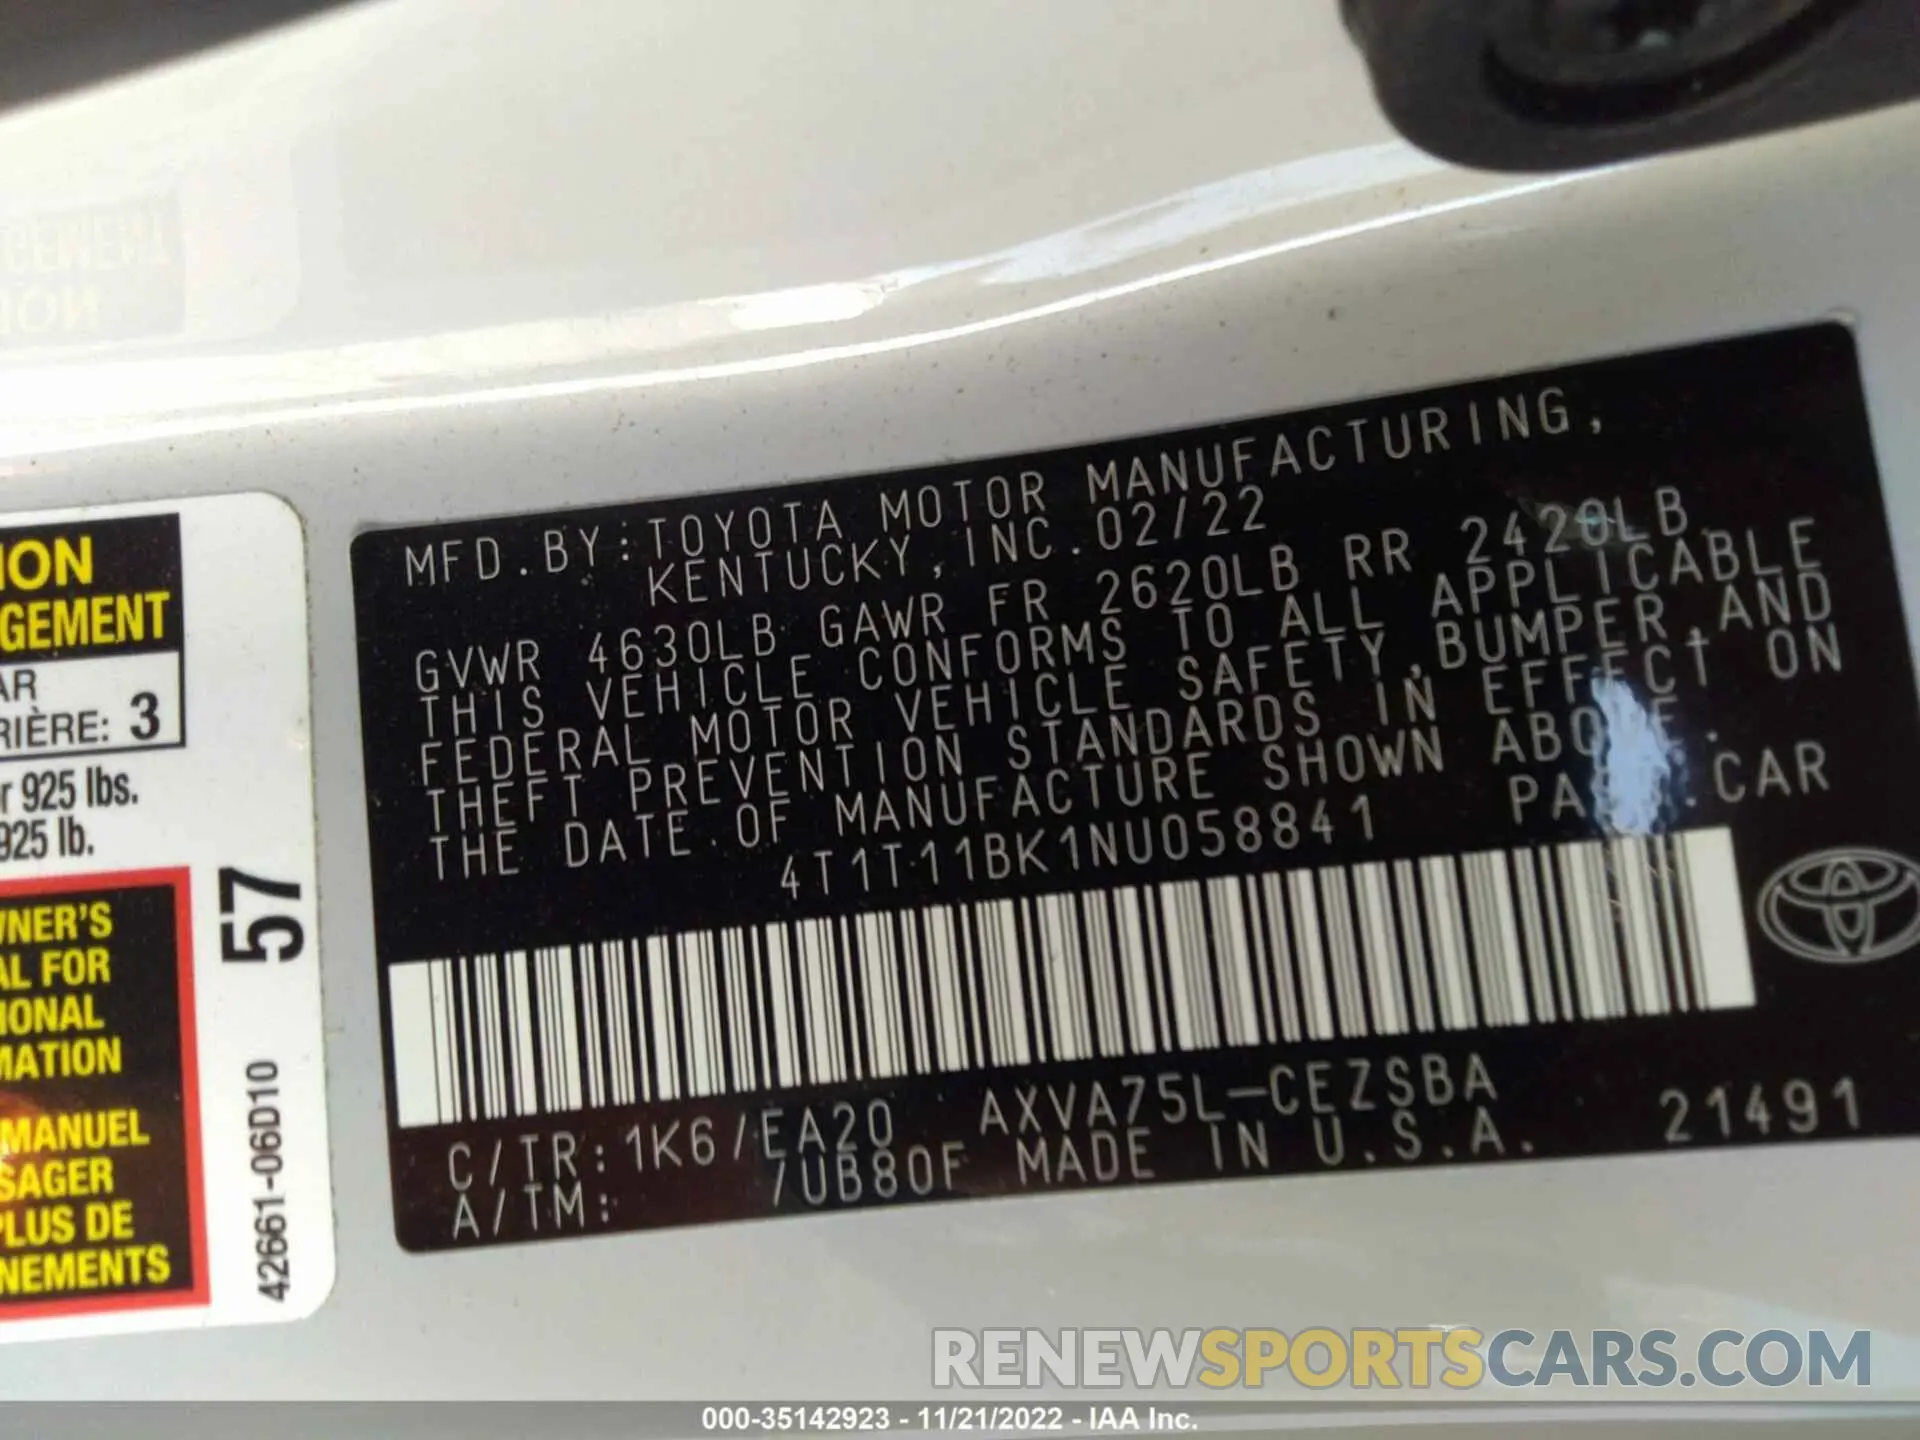 MFD.BY:TOYOTA MOTOR MANUFACTURING,
KENTUCKY,INC.02/22
GVWR 4630LB GAWR FR 2620LB RR 2420LB
THIS VEHICLE CONFORMS TO ALL APPLICABLE
FEDERAL MOTOR VEHICLE SAFETY,BUMPER,AND
THEFT PREVENTION STANDARDS IN EFFECT ON
THE DATE OF MANUFACTURE SHOWN ABOVE.
4T1T11BK1NU058841 PASS.CAR
C/TR:1K6/EA20 AXVA75L-CEZSBA
A/TM: /UB80F MADE IN U.S.A. 21491
ION
GEMENT
AR
RIÈRE: 3
r 925 lbs.
925 lb.
WNER'S
AL FOR
IONAL
MATION
MANUEL
SAGER
PLUS DE
NEMENTS
57
42661-06D10
RENEWSPORTSCARS.COM
000-35142923 - 11/21/2022 - IAA Inc.